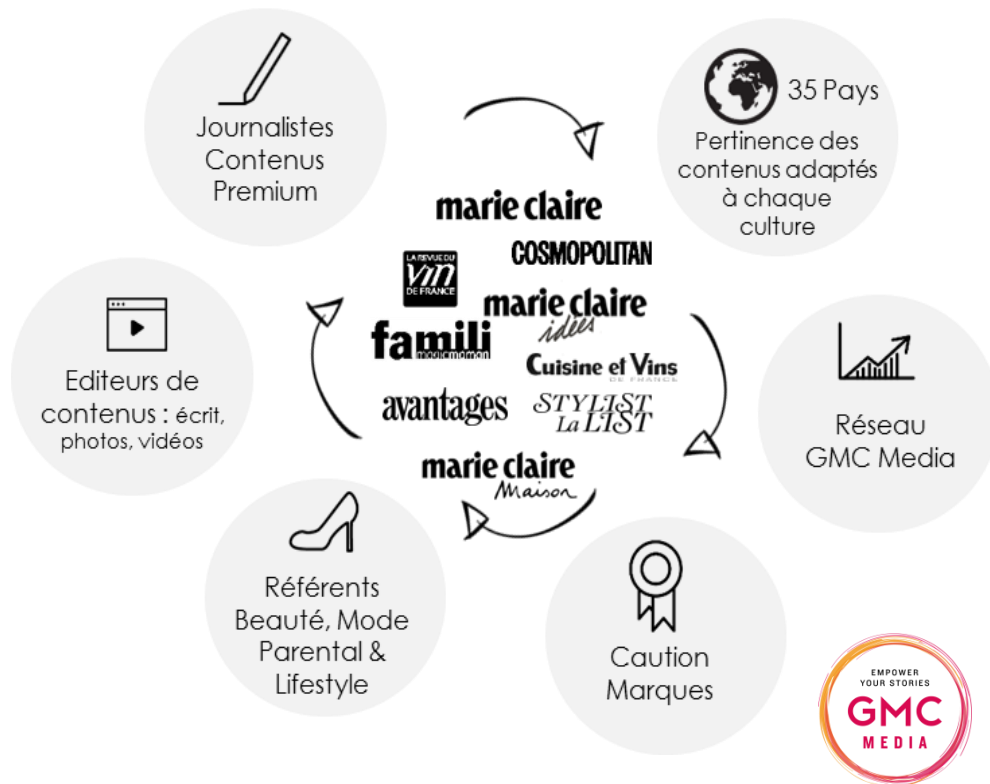 Journalistes
Contenus
Premium
35 Pays
Pertinence des
contenus adaptés
à chaque
culture
marie claire
COSMOPOLITAN
LA REVUE DU
Vin
DE FRANCE
marie claire
idées
famili
magicmaman
Cuisine et Vins
DE FRANCE
avantages
STYLIST
La LIST
marie claire
Maison
Editeurs de
contenus : écrit,
photos, vidéos
Réseau
GMC Media
Référents
Beauté, Mode
Parental &
Lifestyle
Caution
Marques
EMPOWER
YOUR STORIES
GMC
MEDIA